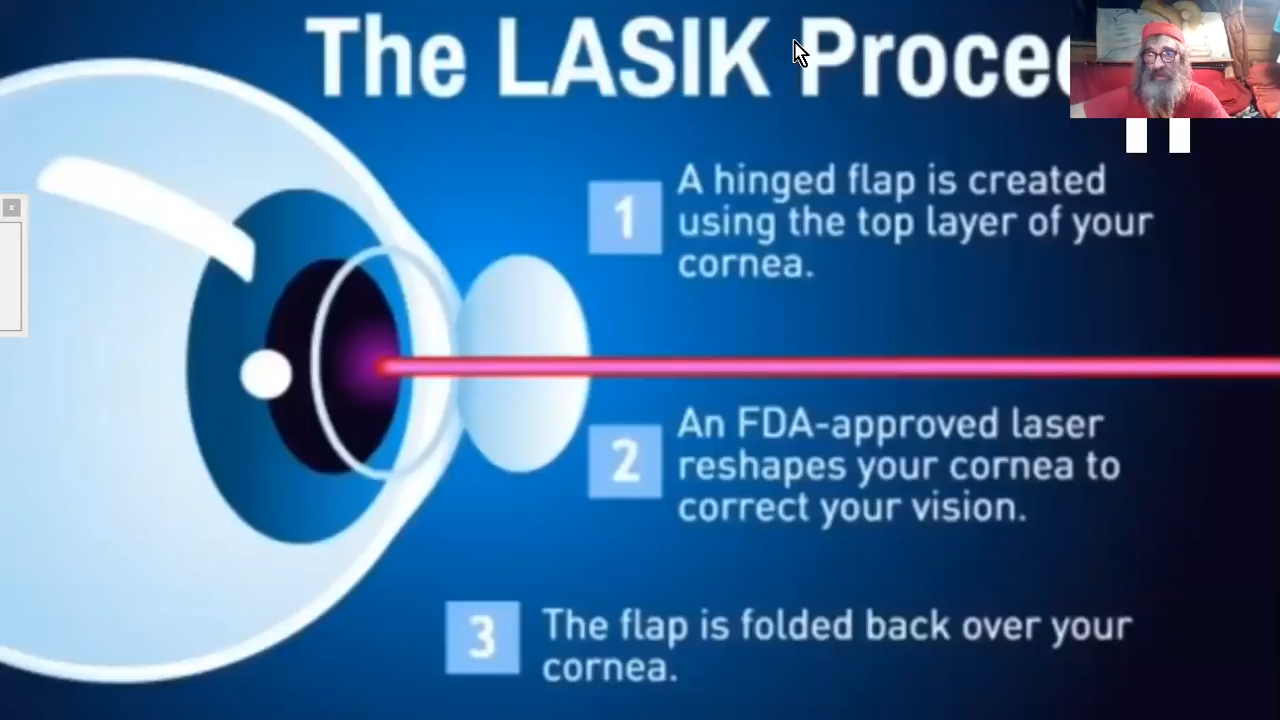 The LASIK Proce
1
A hinged flap is created
using the top layer of your
cornea.
2
An FDA-approved laser
reshapes your cornea to
correct your vision.
3
The flap is folded back over your
cornea.